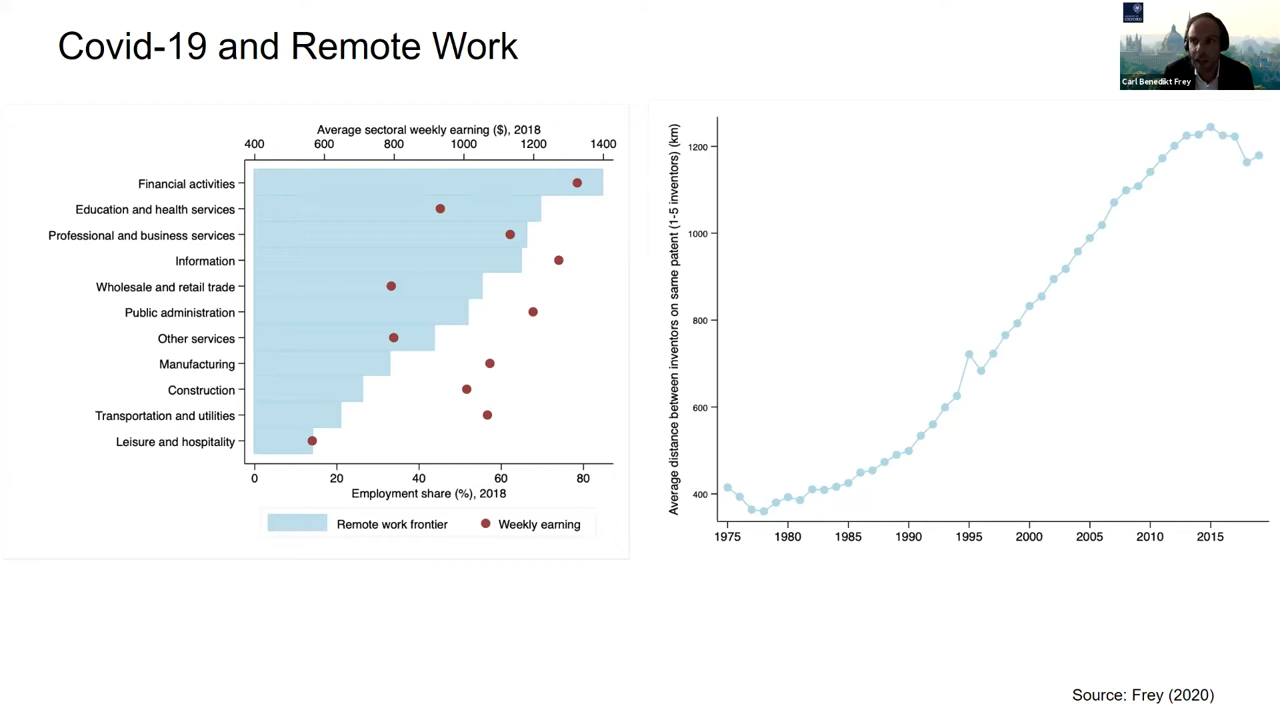 Covid-19 and Remote Work
OXFORD
Carl Benedikt Frey
Average sectoral weekly earning ($), 2018
400 600 800 1000 1200 1400
Financial activities
Education and health services
Professional and business services
Information
Wholesale and retail trade
Public administration
Other services
Manufacturing
Construction
Transportation and utilities
Leisure and hospitality
0 20 40 60 80
Employment share (%), 2018
Remote work frontier
Weekly earning
Average distance between inventors on same patent (1-5 inventors) (km)
1200
1000
800
600
400
1975 1980 1985 1990 1995 2000 2005 2010 2015
Source: Frey (2020)